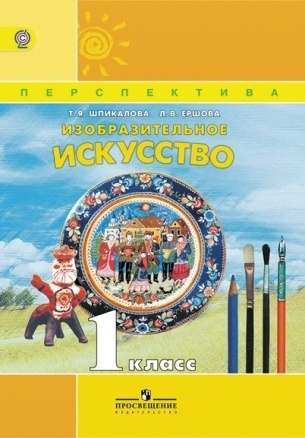 ПЕРСПЕКТИВА
Т. Я. ШПИКАЛОВА Л. В. ЕРШОВА
ИЗОБРАЗИТЕЛЬНОЕ
ИСКУССТВО
1 класс
ПРОСВЕЩЕНИЕ
ИЗДАТЕЛЬСТВО